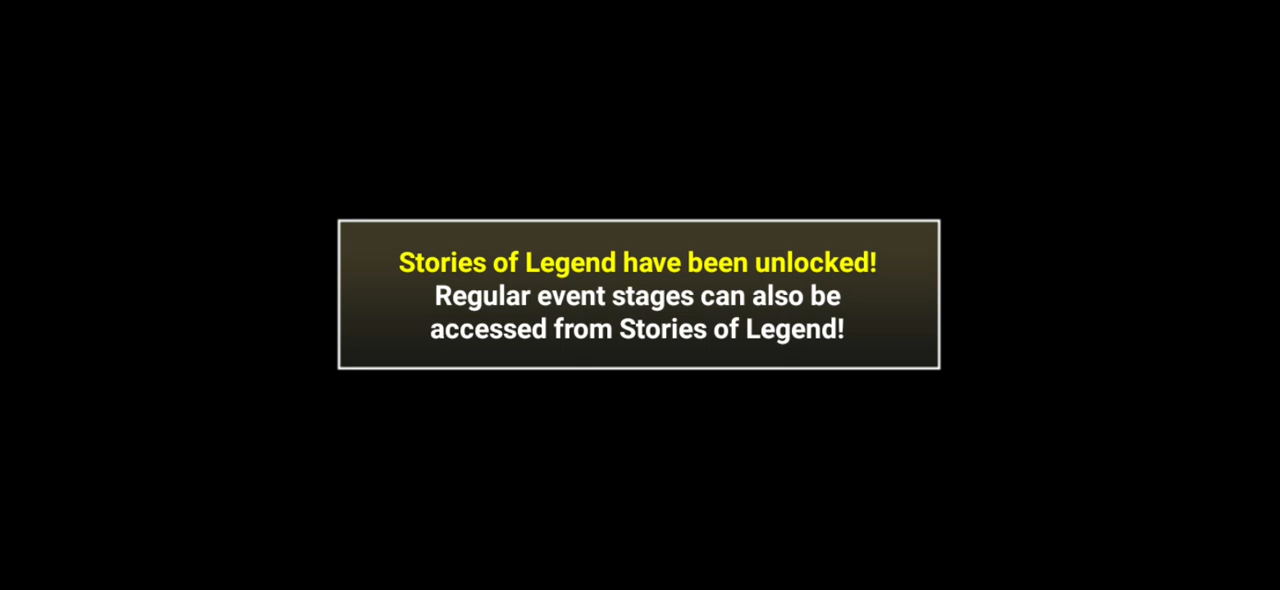 Stories of Legend have been unlocked!
Regular event stages can also be
accessed from Stories of Legend!